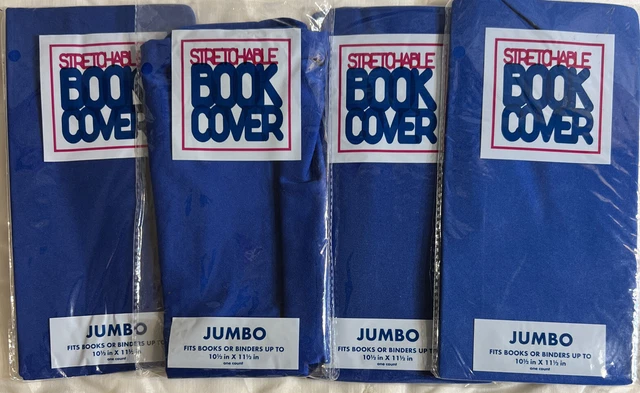 STRETCHABLE
BOOK
COVER
JUMBO
FITS BOOKS OR BINDERS UP TO
10½ in X 11½ in
one count
STRETCHABLE
BOOK
COVER
JUMBO
FITS BOOKS OR BINDERS UP TO
10½ in X 11½ in
one count
STRETCHABLE
BOOK
COVER
JUMBO
FITS BOOKS OR BINDERS UP
10½ in X 11½ in
one count
STRETCHABLE
BOOK
COVER
JUMBO
FITS BOOKS OR BINDERS UP TO
10½ in X 11½ in
one count